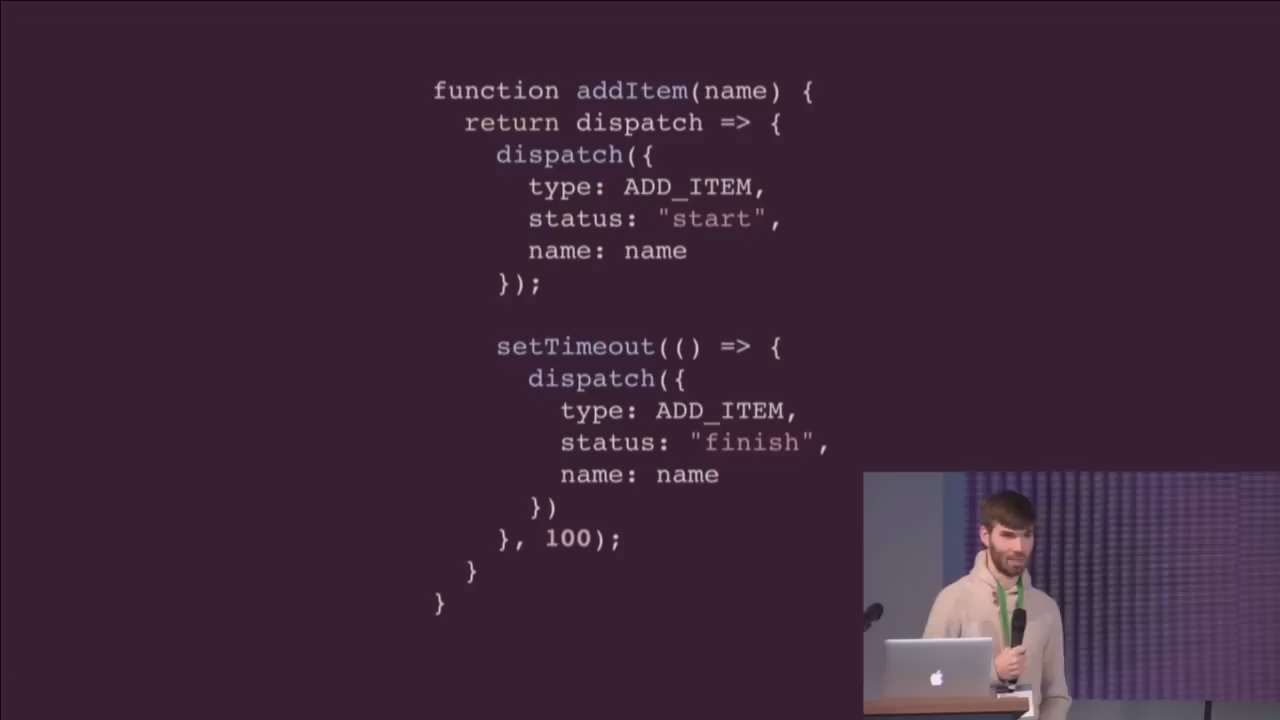 function addItem(name) {
return dispatch => {
dispatch({
type: ADD_ITEM,
status: "start",
name: name
});
setTimeout(() => {
dispatch({
type: ADD_ITEM,
status: "finish",
name: name
})
}, 100);
}
}